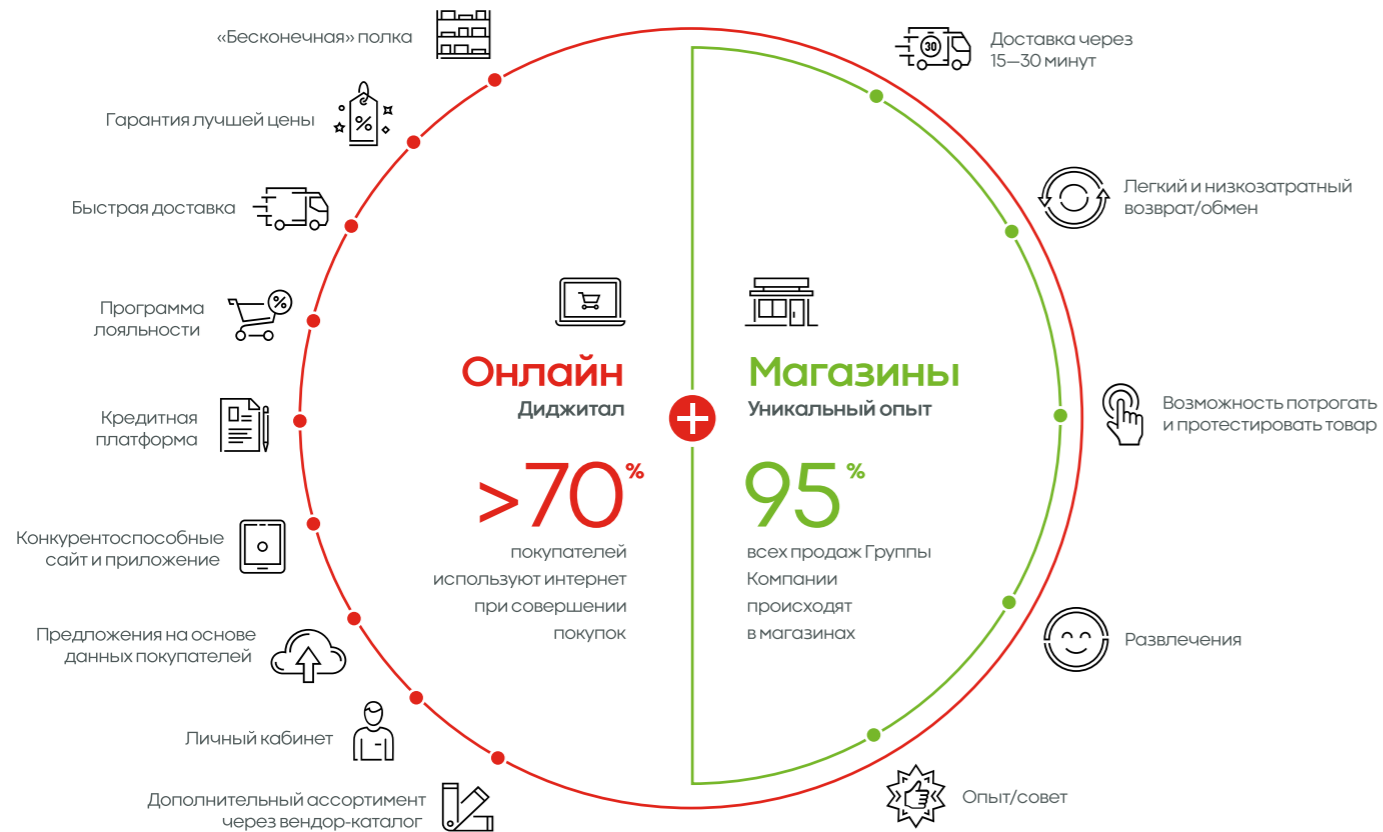 «Бесконечная» полка
Гарантия лучшей цены
%
Быстрая доставка
Программа
лояльности
%
Кредитная
платформа
Конкурентоспособные
сайт и приложение
Предложения на основе
данных покупателей
Личный кабинет
Дополнительный ассортимент
через вендор-каталог
Онлайн
Диджитал
>70%
покупателей
используют интернет
при совершении
покупок
Магазины
Уникальный опыт
95%
всех продаж Группы
Компании
происходят
в магазинах
30
Доставка через
15—30 минут
Легкий и низкозатратный
возврат/обмен
Возможность потрогать
и протестировать товар
Развлечения
Опыт/совет